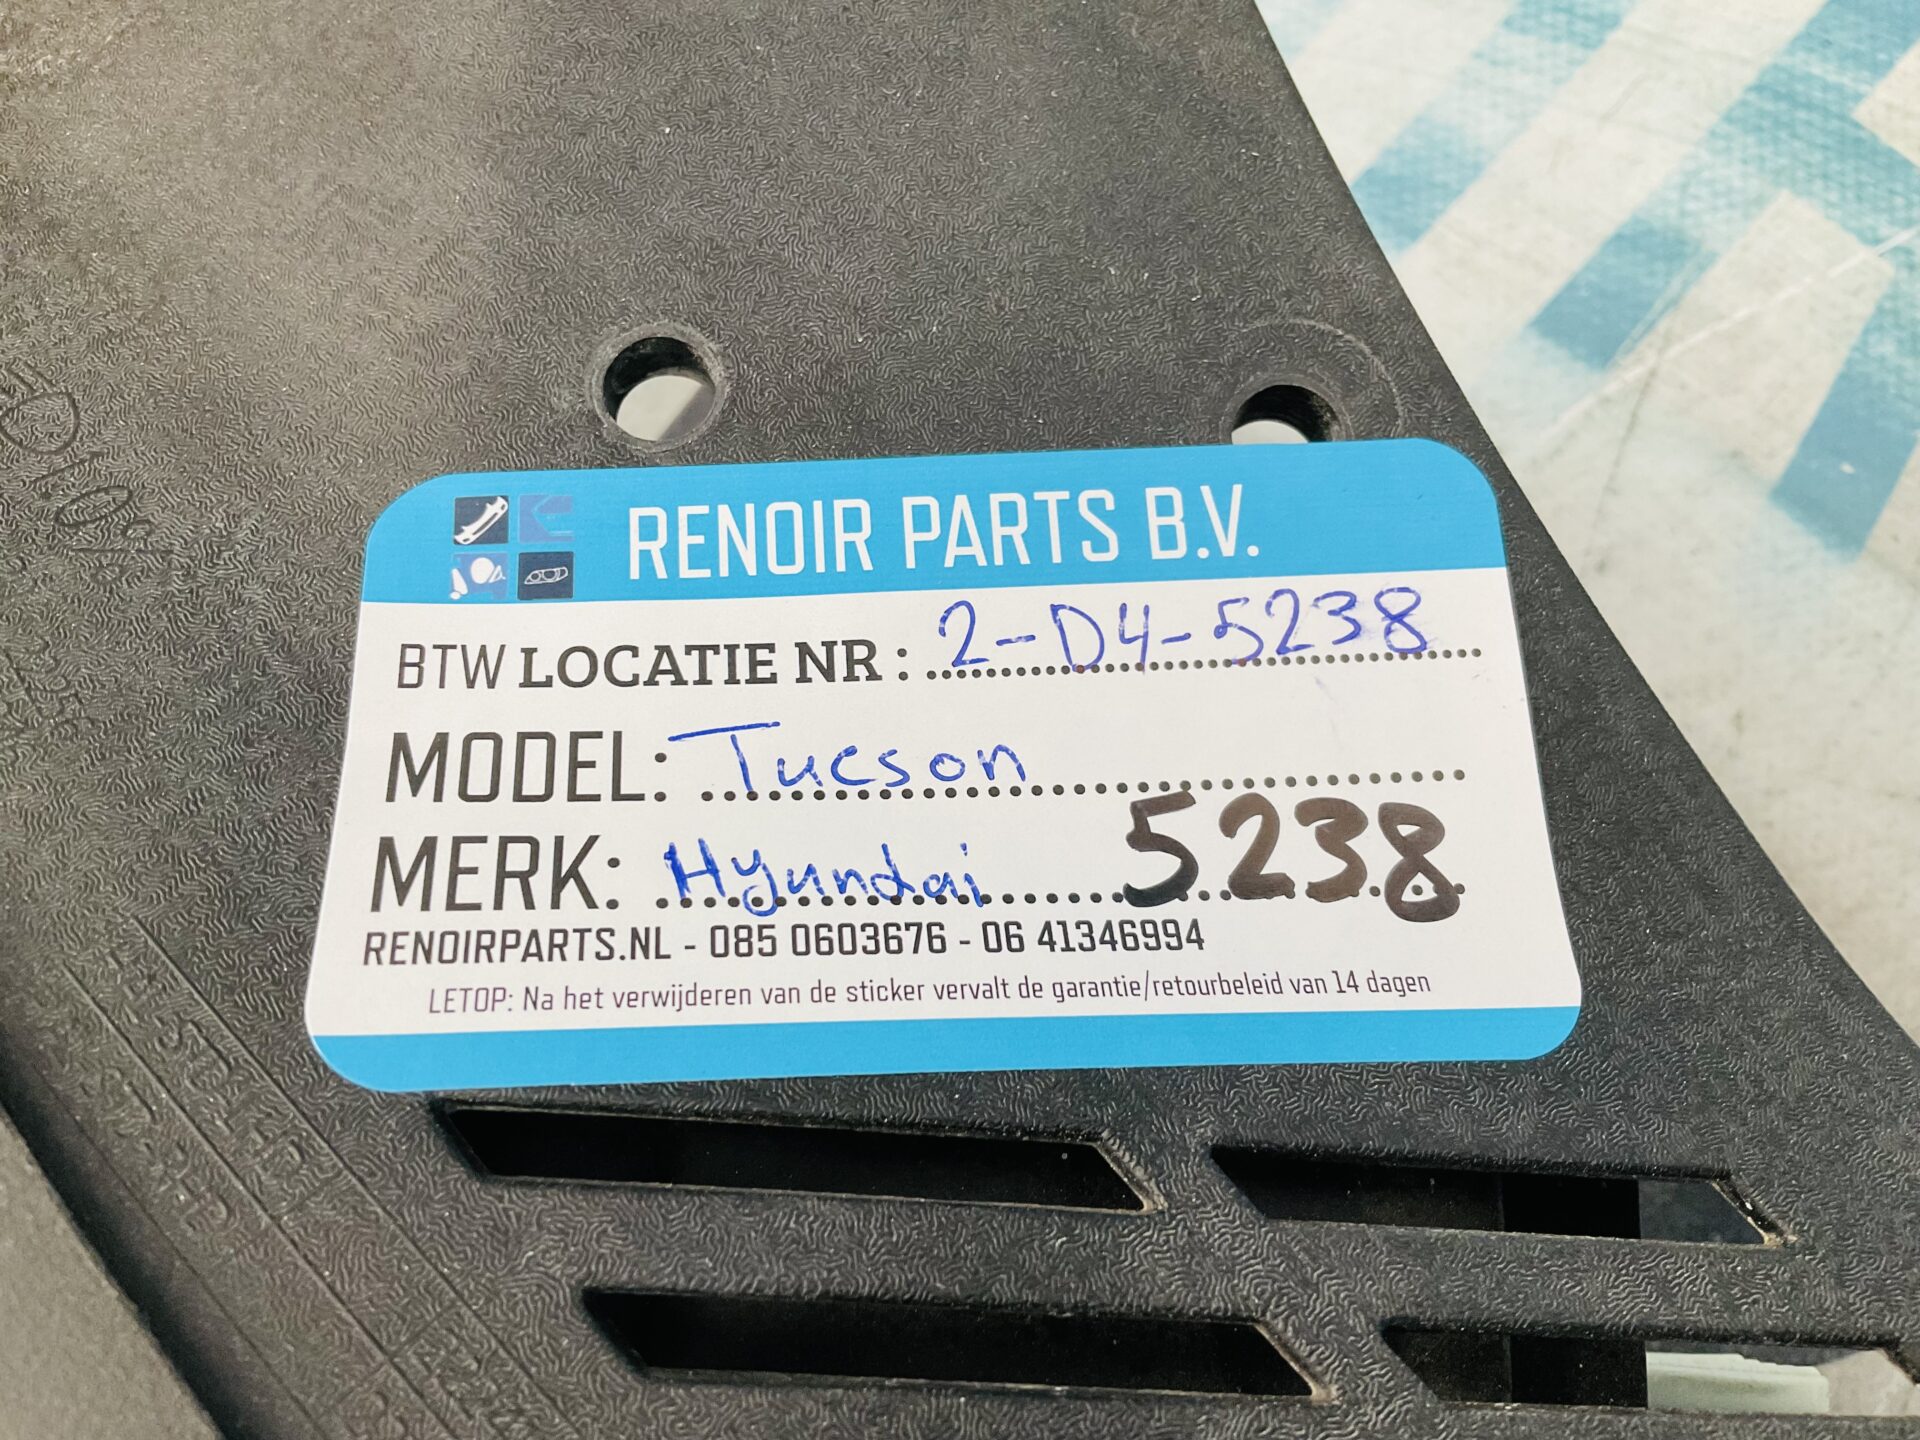 RENOIR PARTS B.V.
BTW LOCATIE NR : 2-D4-5238
MODEL: Tucson
MERK: Hyundai 5238
RENOIRPARTS.NL - 085 0603676 - 06 41346994
LETOP: Na het verwijderen van de sticker vervalt de garantie/retourbeleid van 14 dagen